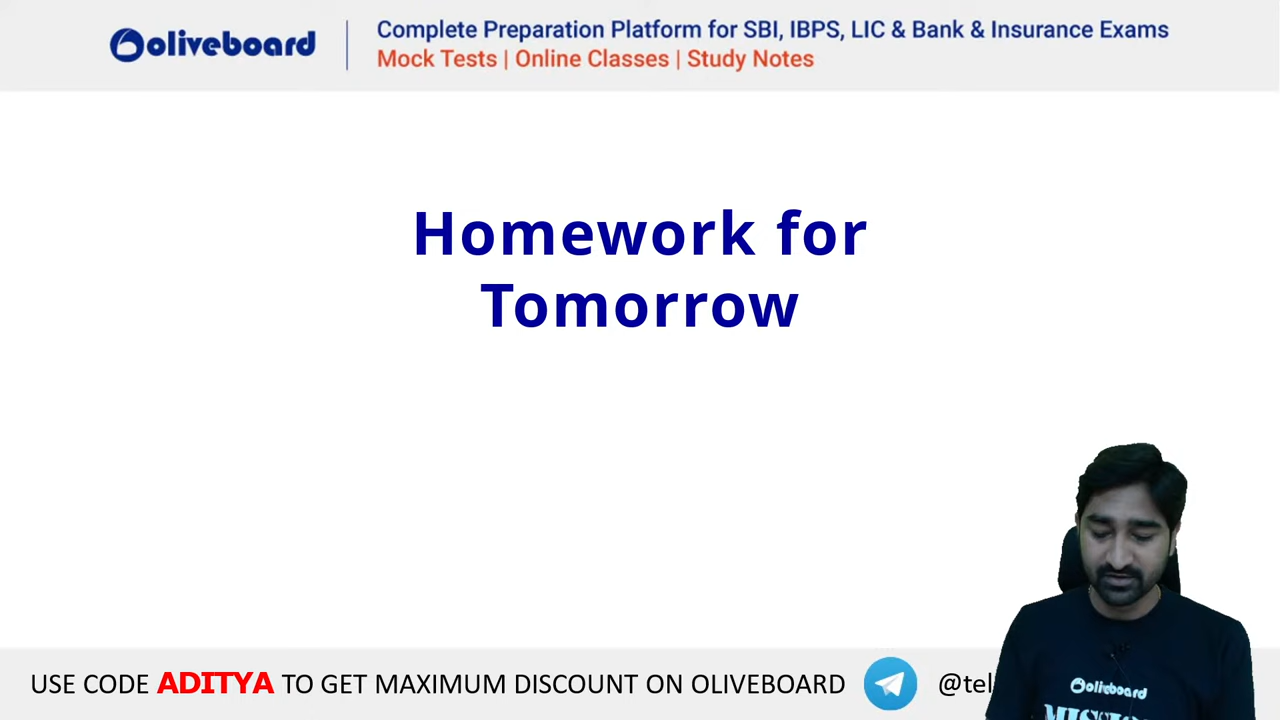 oliveboard
Complete Preparation Platform for SBI, IBPS, LIC & Bank & Insurance Exams
Mock Tests | Online Classes | Study Notes
Homework for
Tomorrow
USE CODE ADITYA TO GET MAXIMUM DISCOUNT ON OLIVEBOARD
@tel
oliveboard